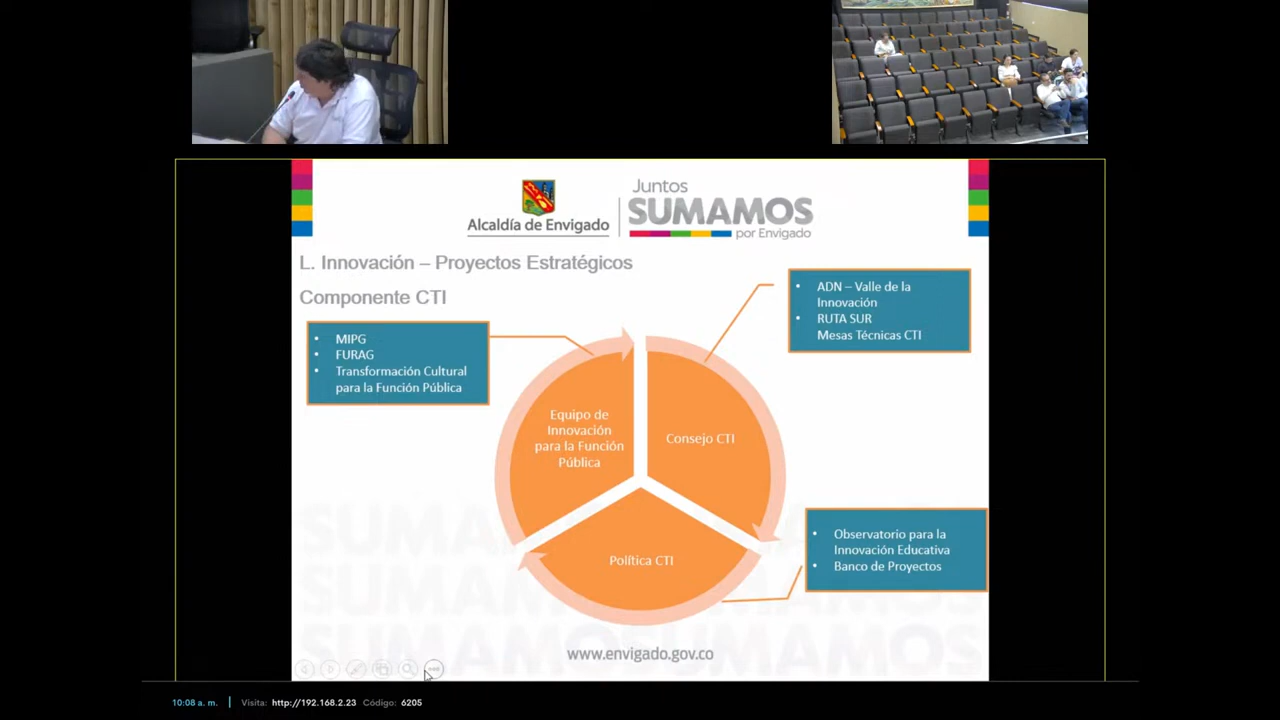 Alcaldía de Envigado
Juntos
SUMAMOS
por Envigado
L. Innovación – Proyectos Estratégicos
Componente CTI
• MIPG
• FURAG
• Transformación Cultural
para la Función Pública
• ADN – Valle de la
Innovación
• RUTA SUR
Mesas Técnicas CTI
Equipo de
Innovación
para la Función
Pública
Consejo CTI
Política CTI
• Observatorio para la
Innovación Educativa
• Banco de Proyectos
SUMAMOS
SUMAMOS
SUMAMOSSUMAMOS
www.envigado.gov.co
10:08 a. m. | Visita: http://192.168.2.23 Código: 6205